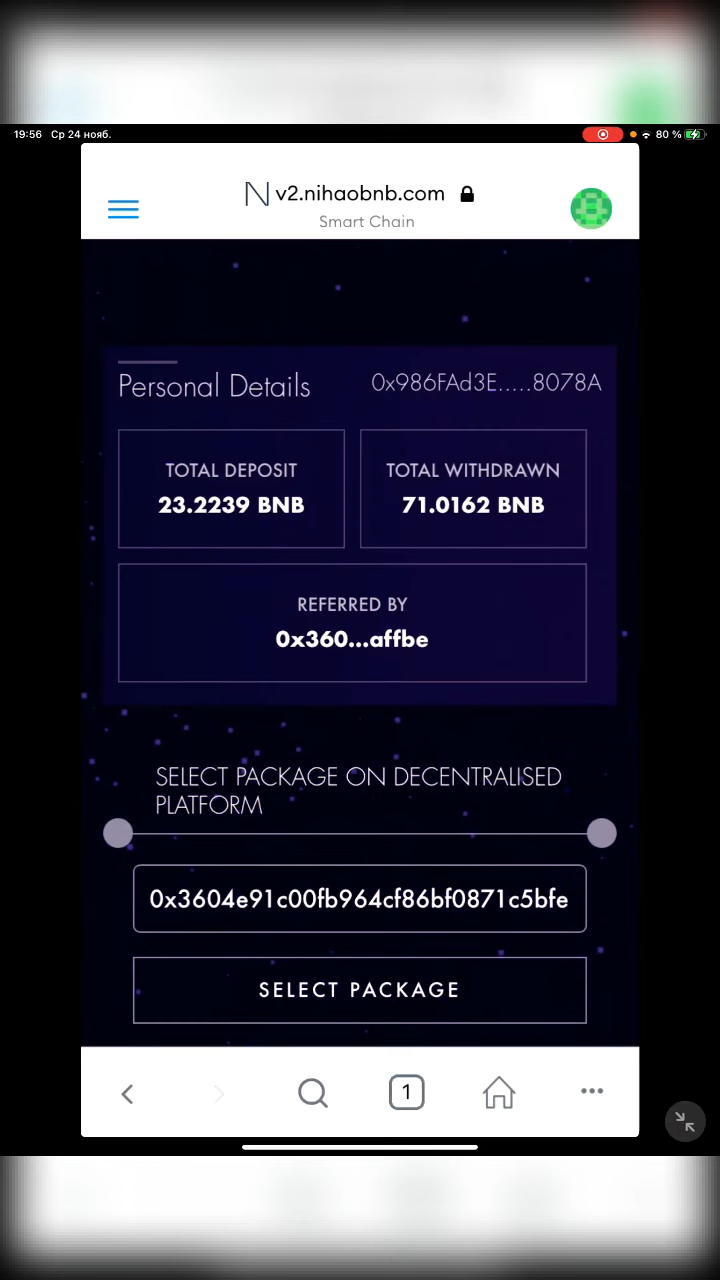 19:56 Ср 24 нояб.
80 %
v2.nihaobnb.com
Smart Chain
Personal Details
0x986FAd3E.....8078A
TOTAL DEPOSIT
23.2239 BNB
TOTAL WITHDRAWN
71.0162 BNB
REFERRED BY
0x360...affbe
SELECT PACKAGE ON DECENTRALISED
PLATFORM
0x3604e91c00fb964cf86bf0871c5bfe
SELECT PACKAGE
1